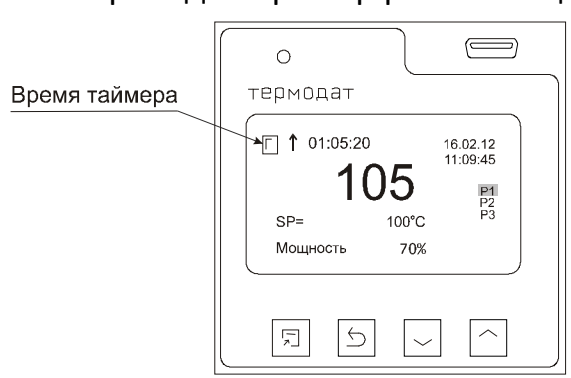 Время таймера
термодат
Г ↑ 01:05:20
16.02.12
11:09:45
105
P1
P2
P3
SP= 100°C
Мощность 70%